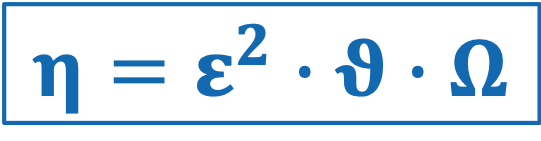 η = ε² · ϑ · Ω